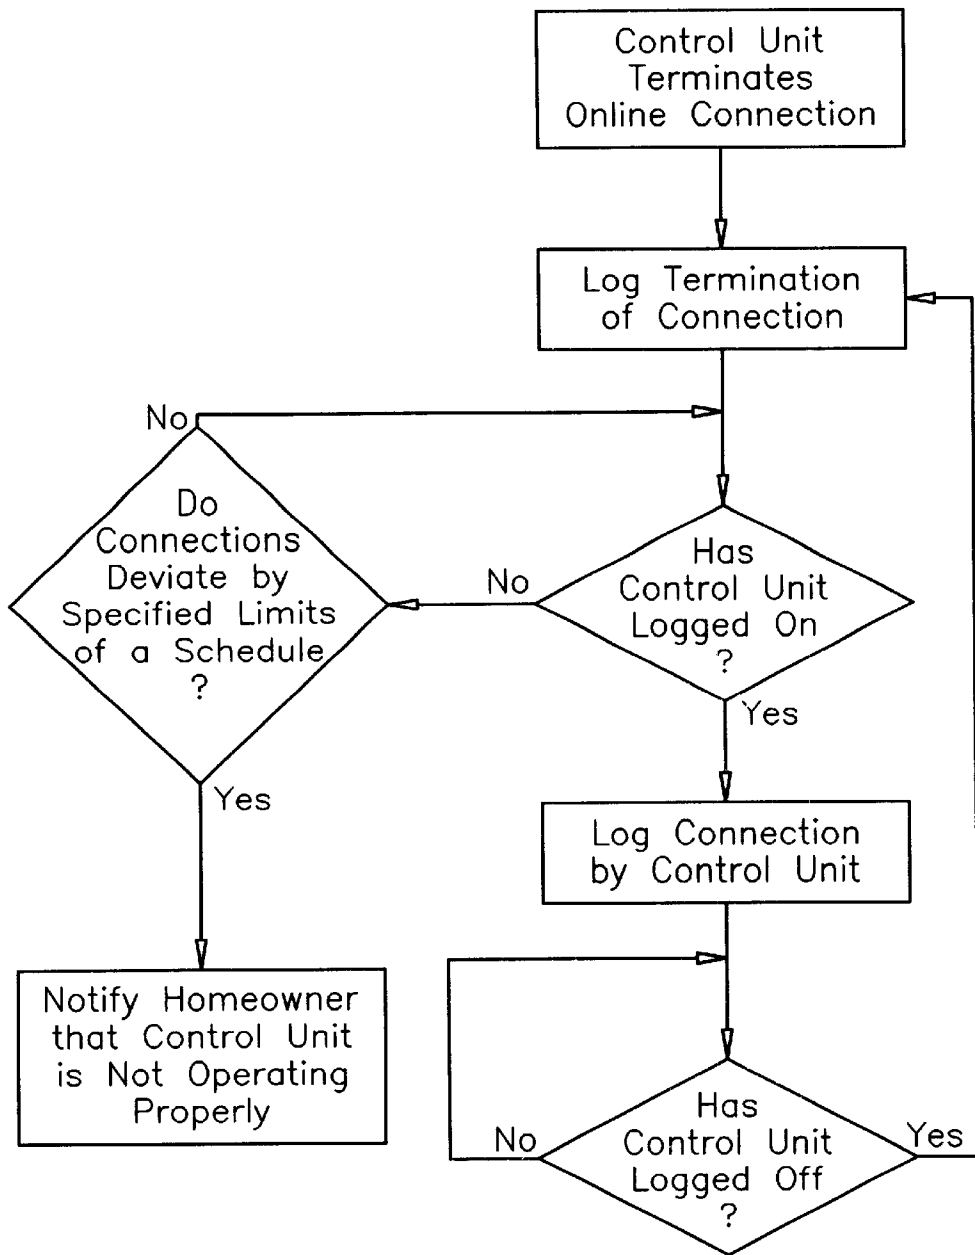 Control Unit
Terminates
Online Connection
Log Termination
of Connection
No
Do
Connections
Deviate by
Specified Limits
of a Schedule
?
No
Has
Control Unit
Logged On
?
Yes
Yes
Log Connection
by Control Unit
Notify Homeowner
that Control Unit
is Not Operating
Properly
No
Has
Control Unit
Logged Off
?
Yes